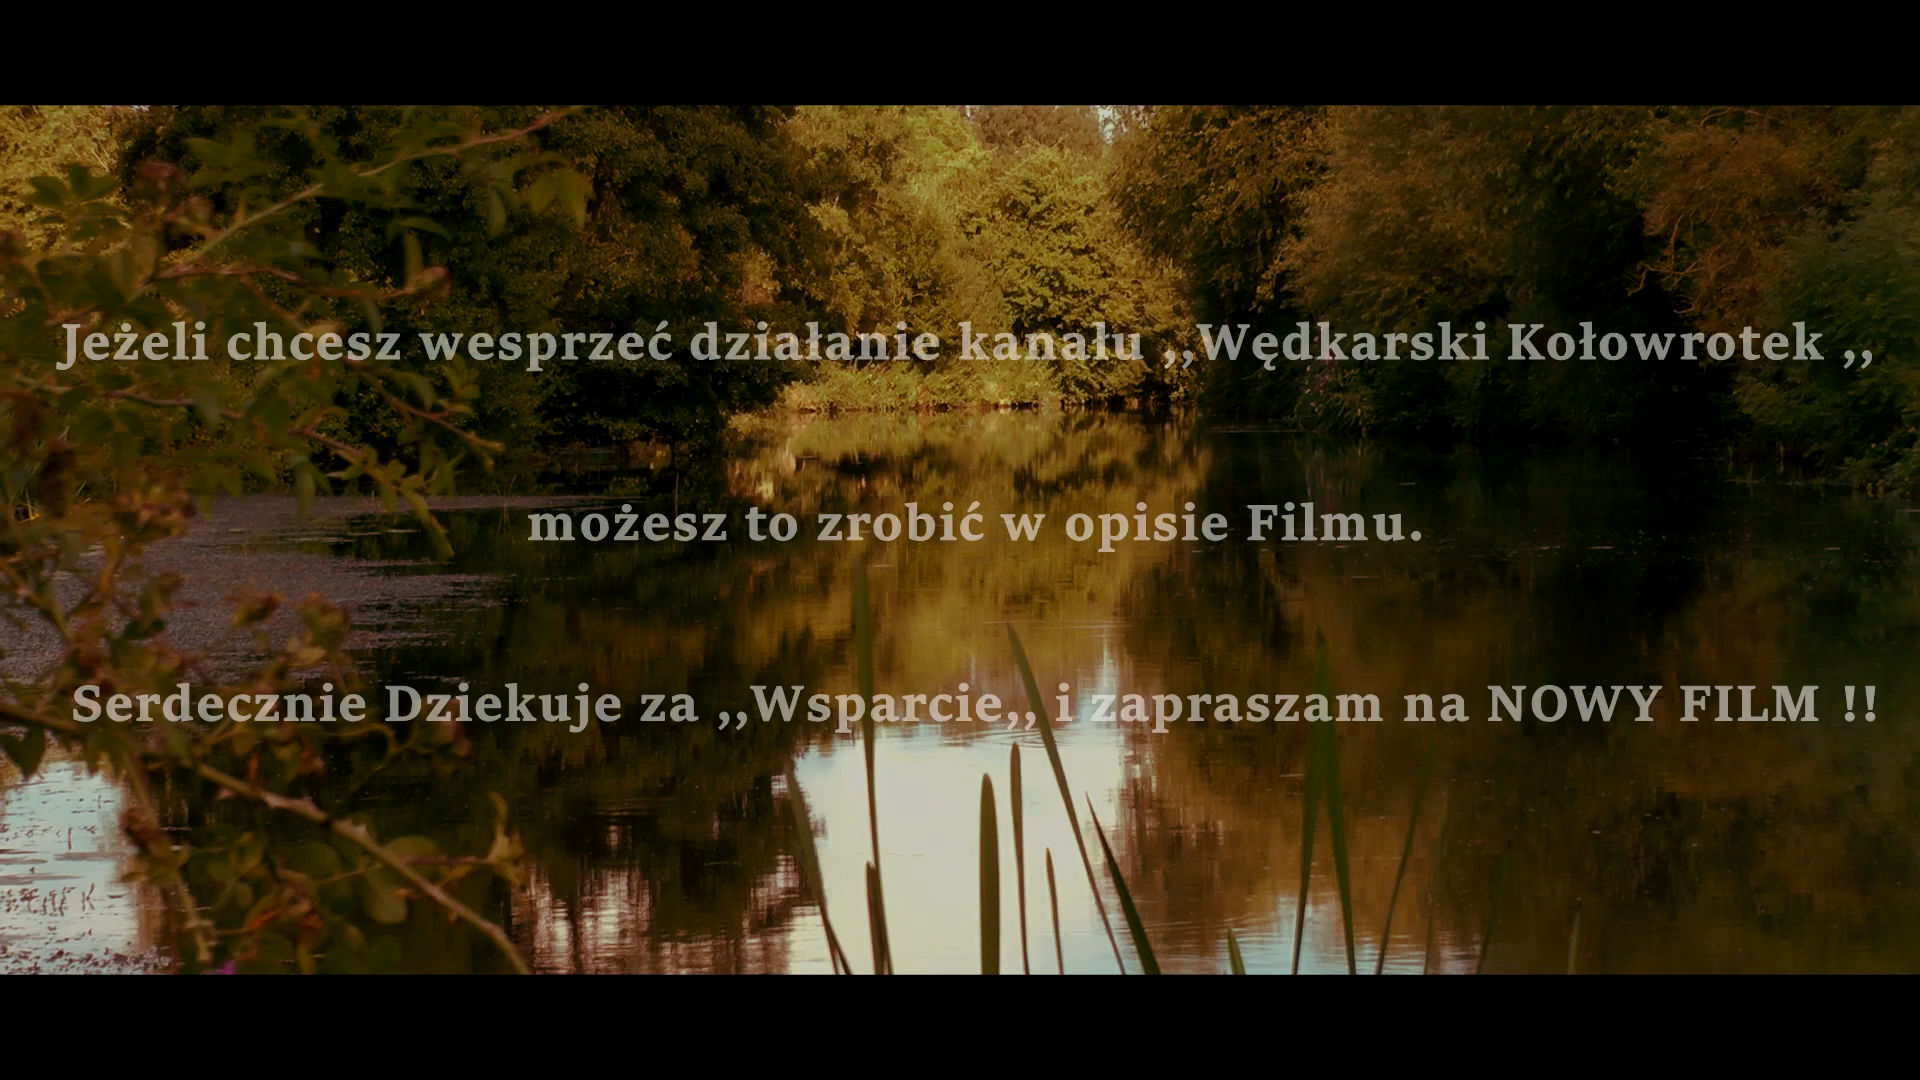 Jeżeli chcesz wesprzeć działanie kanału ,,Wędkarski Kołowrotek ,,
możesz to zrobić w opisie Filmu.
Serdecznie Dziekuje za ,,Wsparcie,, i zapraszam na NOWY FILM !!